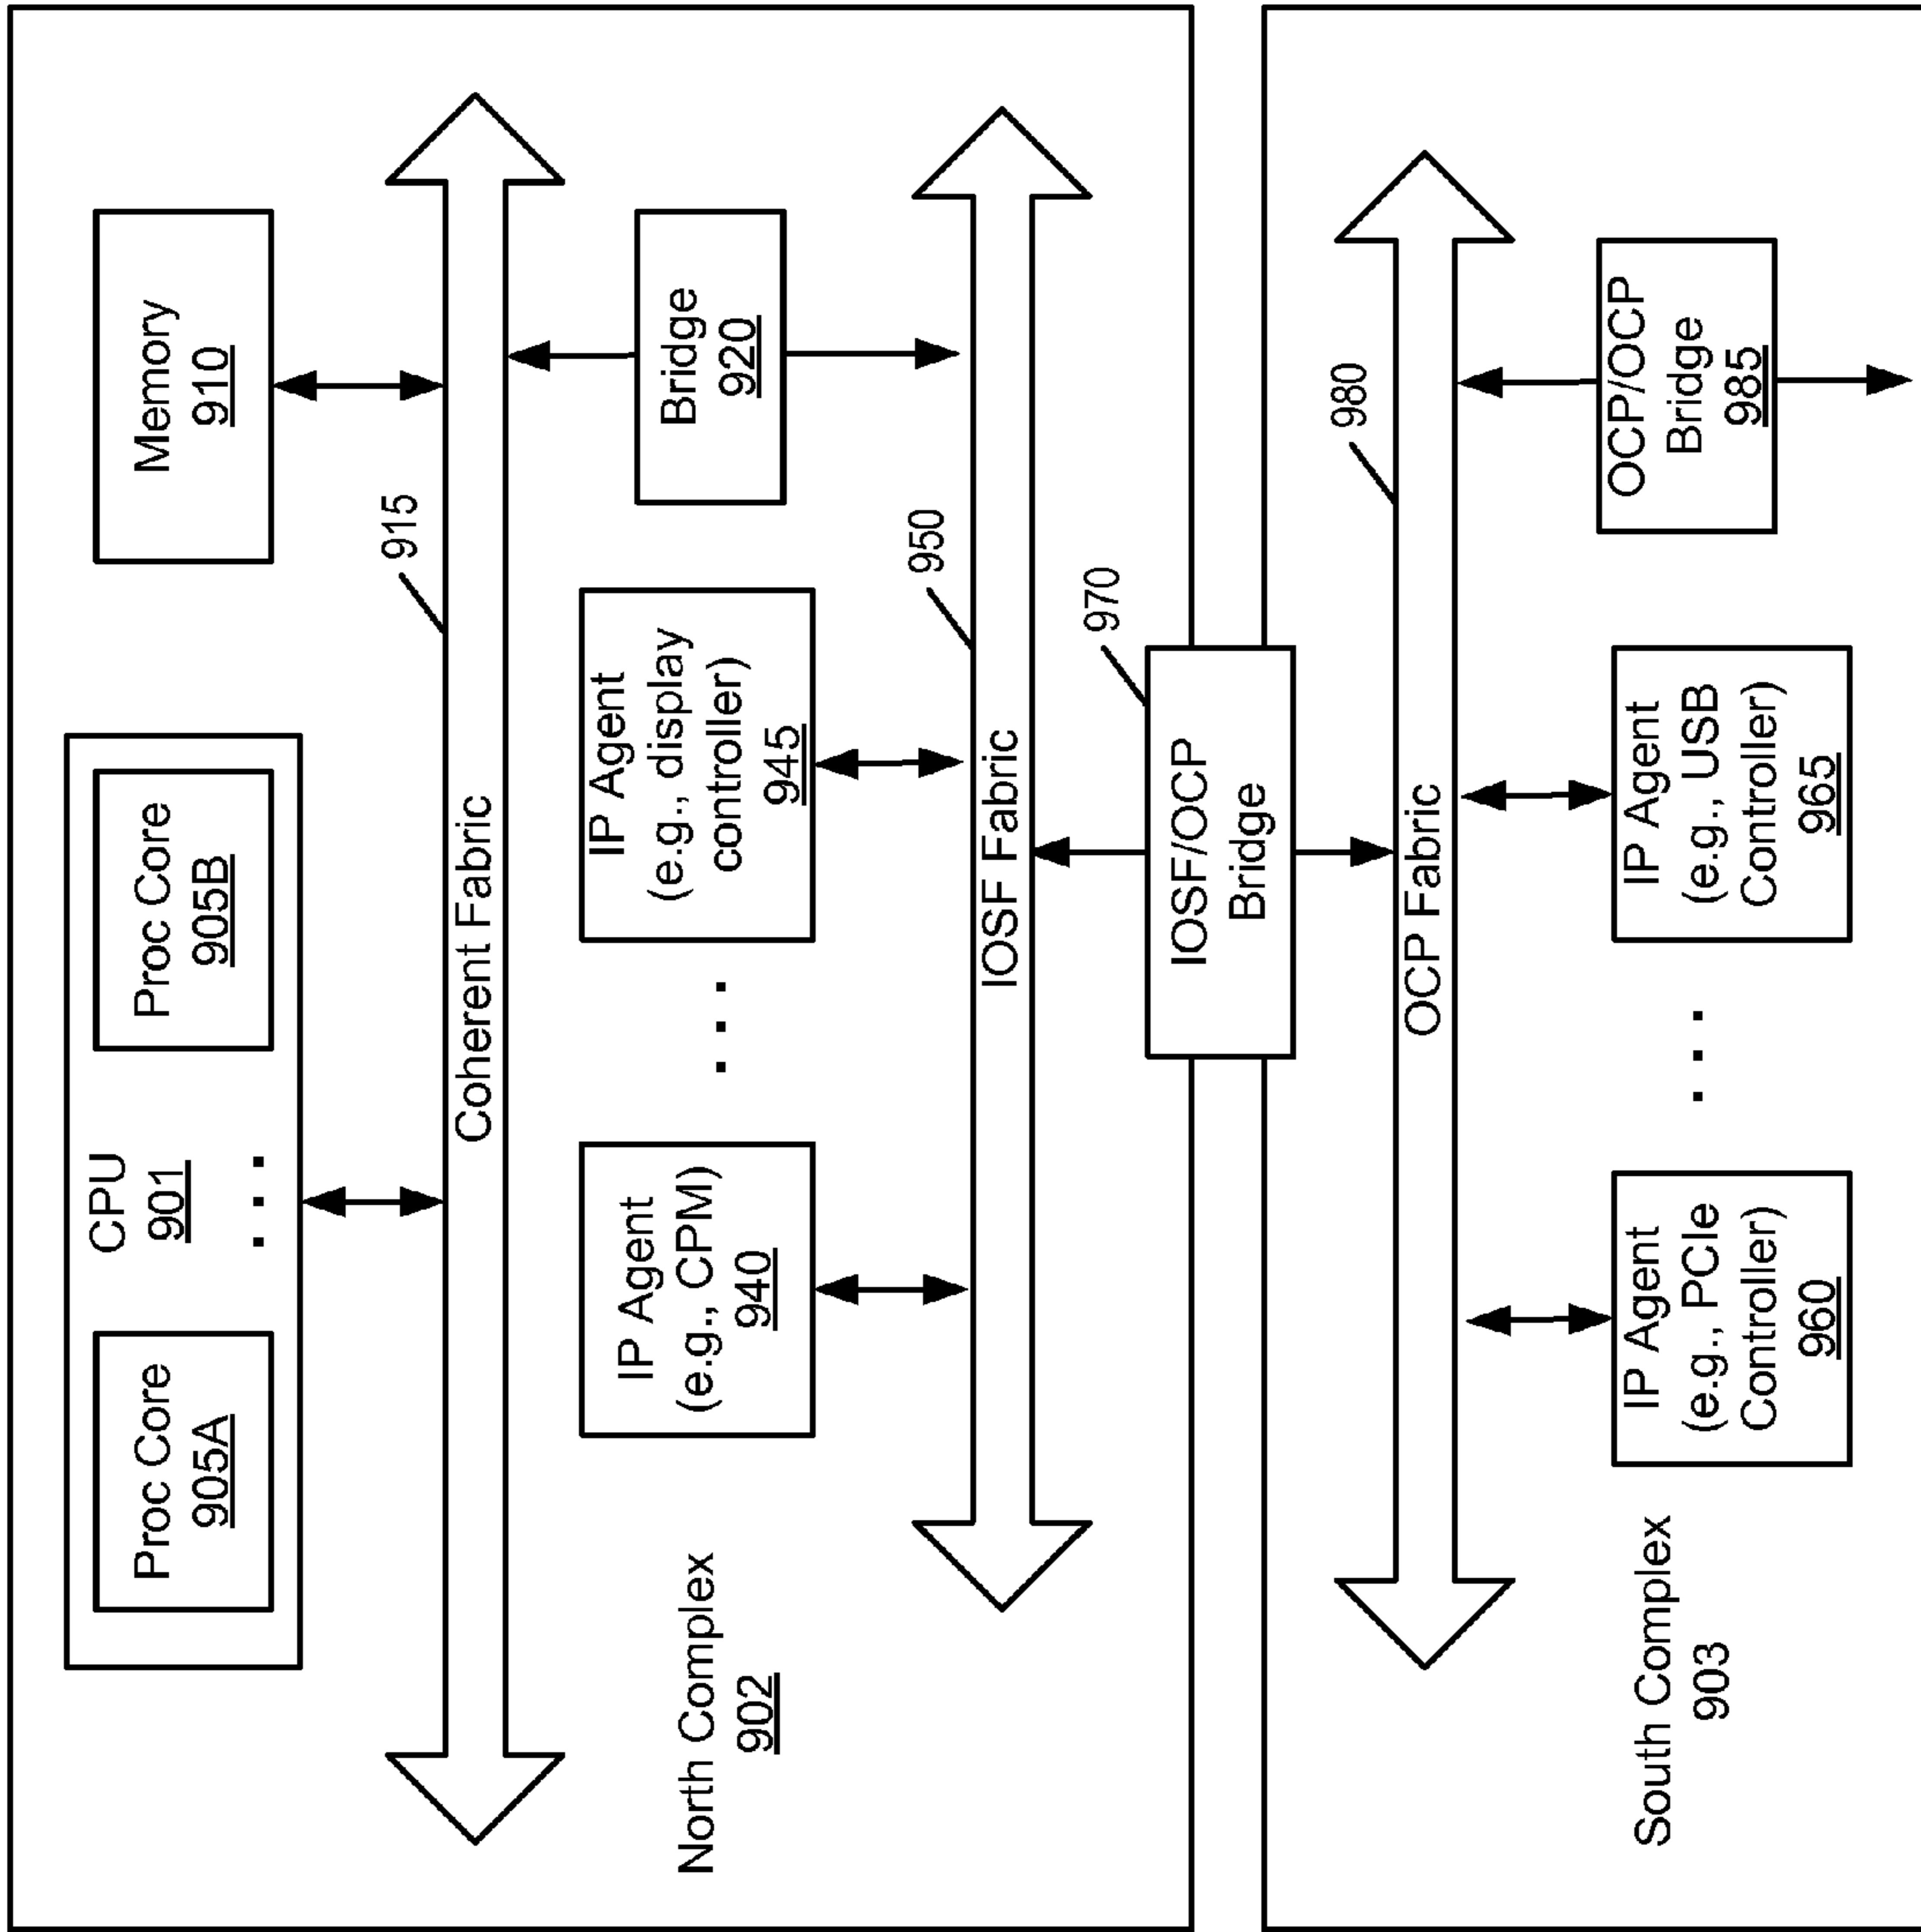 CPU
901
Proc Core
905A
. . .
Proc Core
905B
Memory
910
915
Coherent Fabric
North Complex
902
IP Agent
(e.g., CPM)
940
. . .
IP Agent
(e.g., display
controller)
945
Bridge
920
950
IOSF Fabric
970
IOSF/OCP
Bridge
980
OCP Fabric
South Complex
903
IP Agent
(e.g., PCIe
Controller)
960
. . .
IP Agent
(e.g., USB
Controller)
965
OCP/OCP
Bridge
985